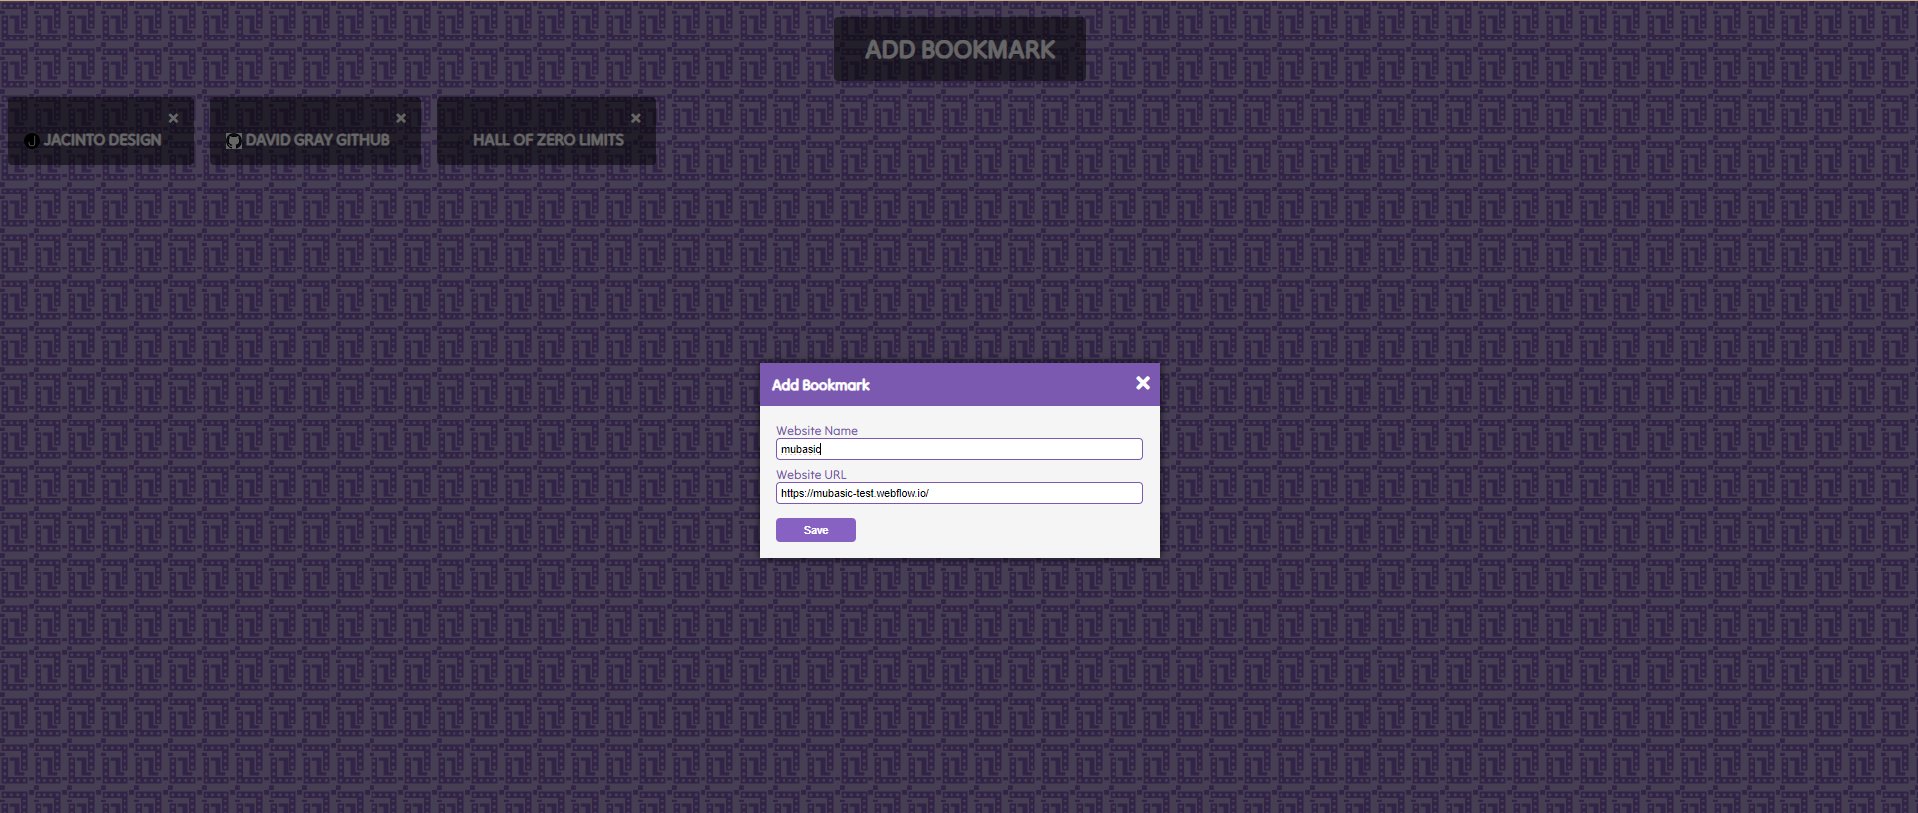 ADD BOOKMARK
JACINTO DESIGN
DAVID GRAY GITHUB
HALL OF ZERO LIMITS
Add Bookmark
Website Name
mubasic
Website URL
https://mubasic-test.webflow.io/
Save